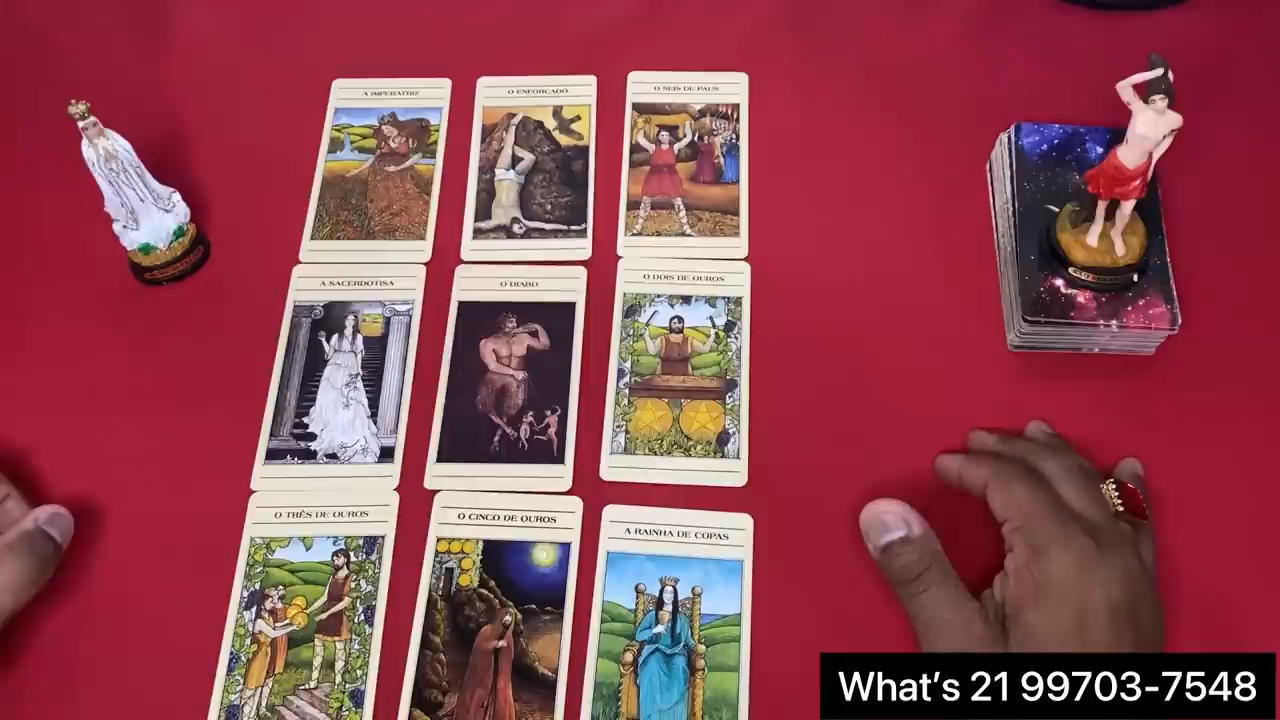 A IMPERATRIZ
O ENFORCADO
O SEIS DE PAUS
A SACERDOTISA
O DIABO
O DOIS DE OUROS
O TRÊS DE OUROS
O CINCO DE OUROS
A RAINHA DE COPAS
What's 21 99703-7548